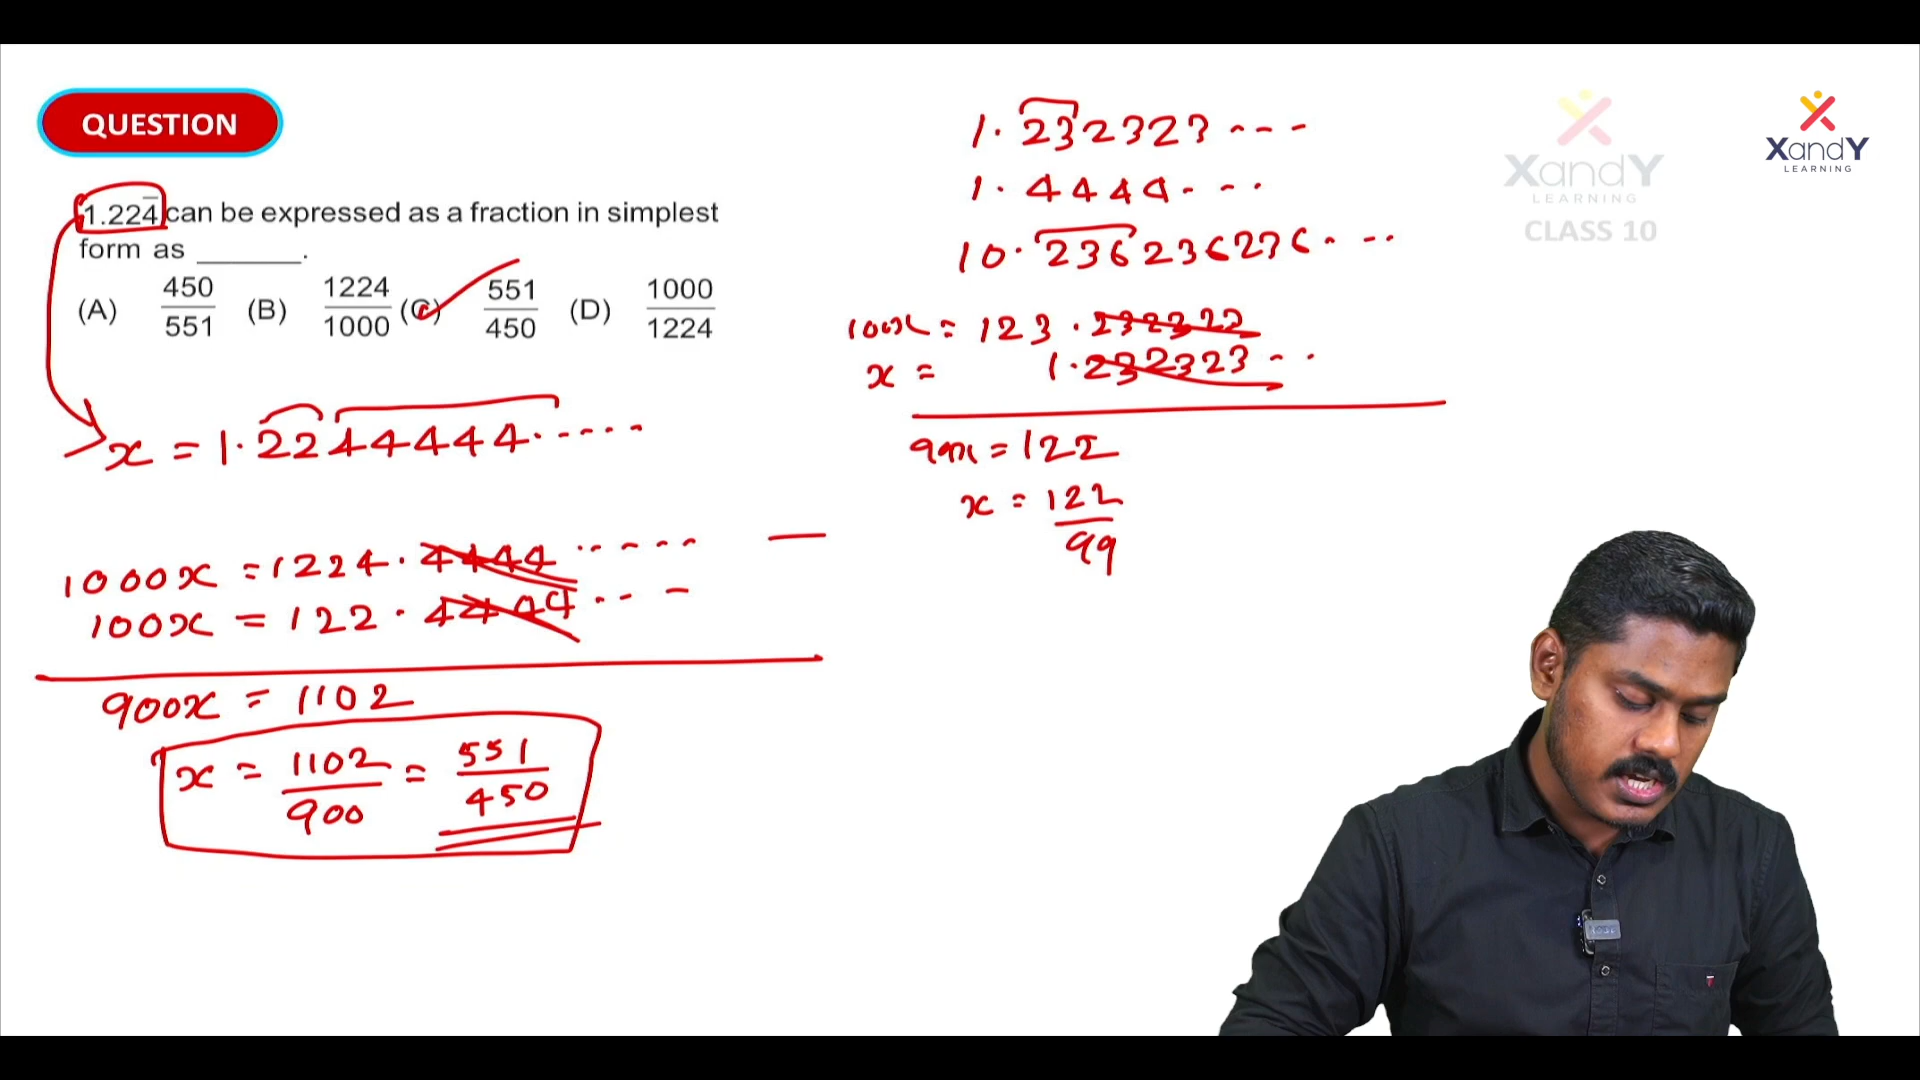 QUESTION
1.224̅ can be expressed as a fraction in simplest
form as _______.
(A) 450/551 (B) 1224/1000 (C) 551/450 (D) 1000/1224
x = 1.2244444.....
1000x = 1224.4444.....
100x = 122.4444...
900x = 1102
x = 1102/900 = 551/450
1.232323---
1.4444---
10.236236236---
100x = 123.232323
x = 1.232323--
99x = 122
x = 122/99
XandY
LEARNING
CLASS 10
XandY
LEARNING